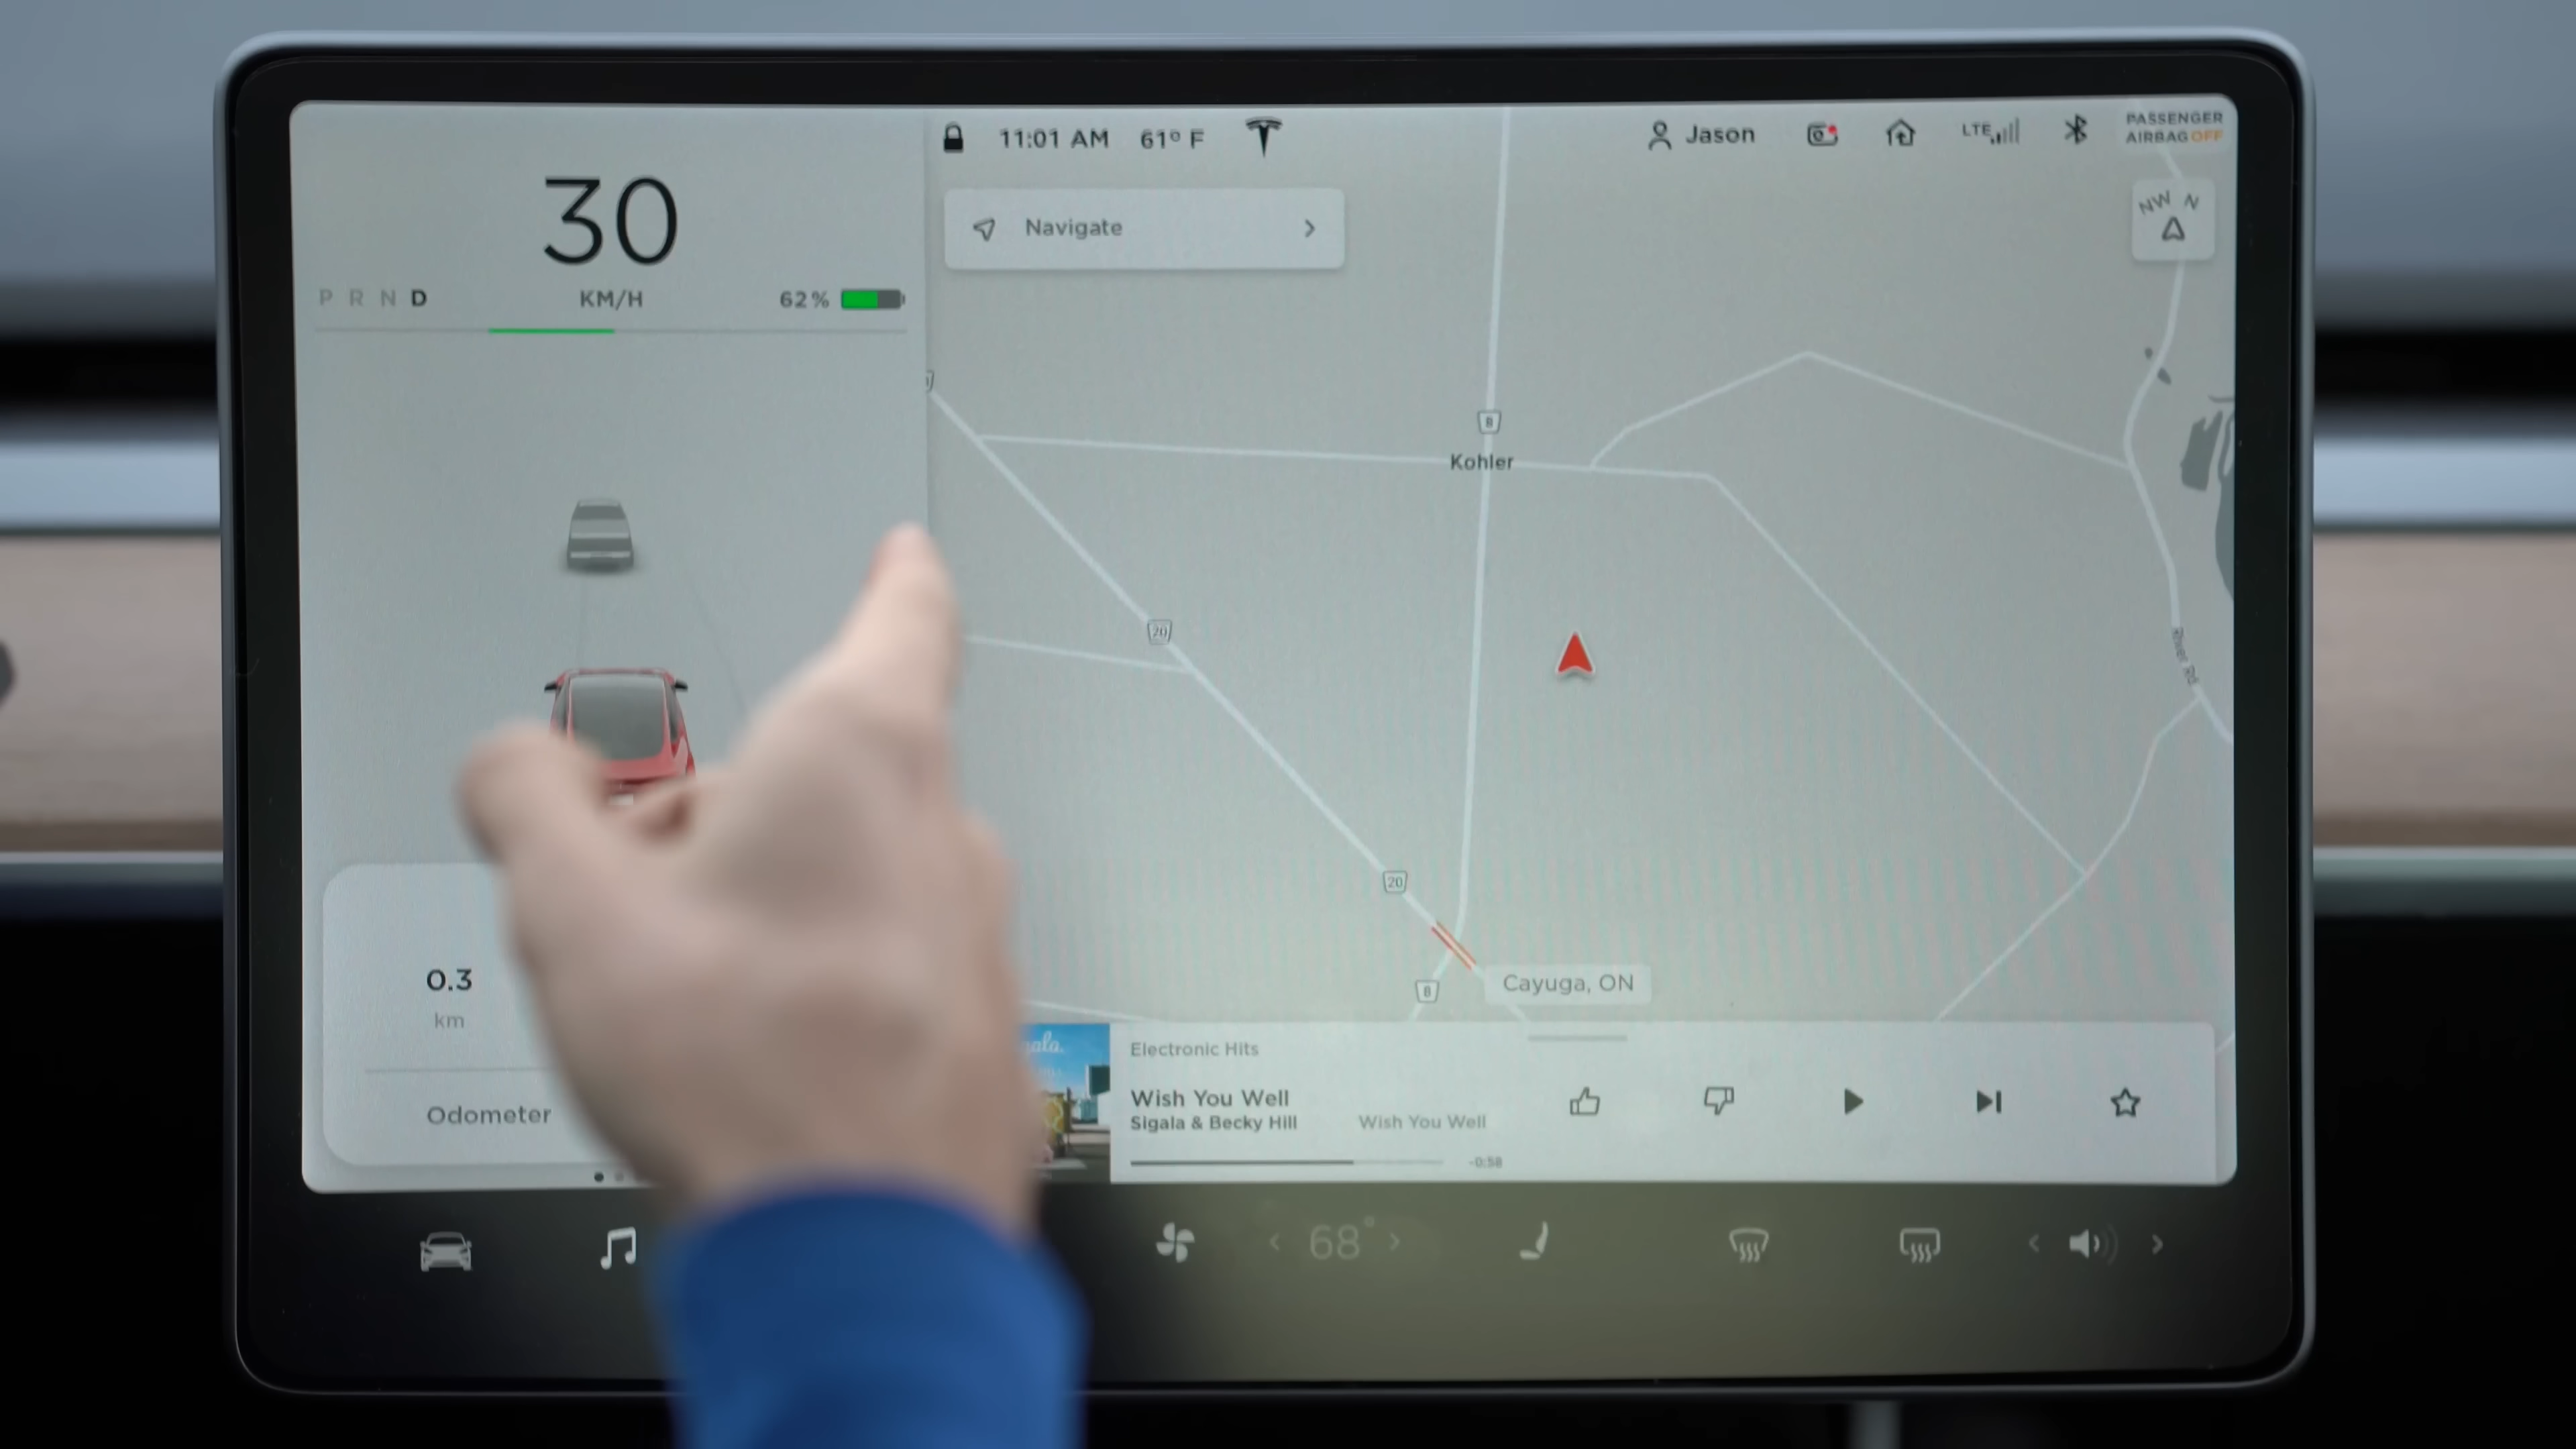 30
P R N D
KM/H
62%
11:01 AM
61° F
Jason
LTE
PASSENGER
AIRBAG OFF
Navigate
NW N
8
Kohler
20
River Rd
20
8
Cayuga, ON
0.3
km
Odometer
Electronic Hits
Wish You Well
Sigala & Becky Hill
Wish You Well
-0:58
68°